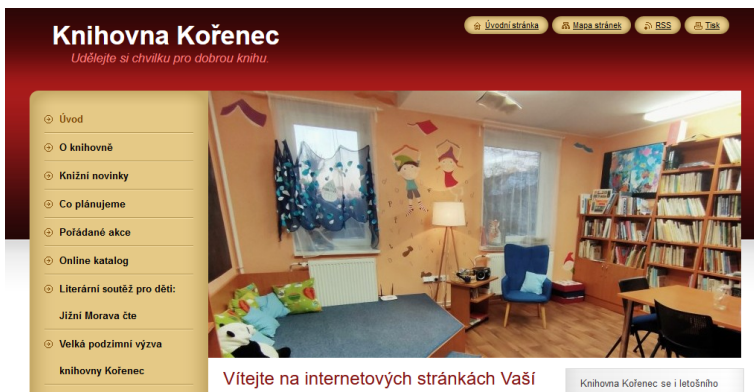 Knihovna Kořenec
Udělejte si chvilku pro dobrou knihu.
Úvodní stránka
Mapa stránek
RSS
Tisk
Úvod
O knihovně
Knižní novinky
Co plánujeme
Pořádané akce
Online katalog
Literární soutěž pro děti:
Jižní Morava čte
Velká podzimní výzva
knihovny Kořenec
Vítejte na internetových stránkách Vaší
Knihovna Kořenec se i letošního